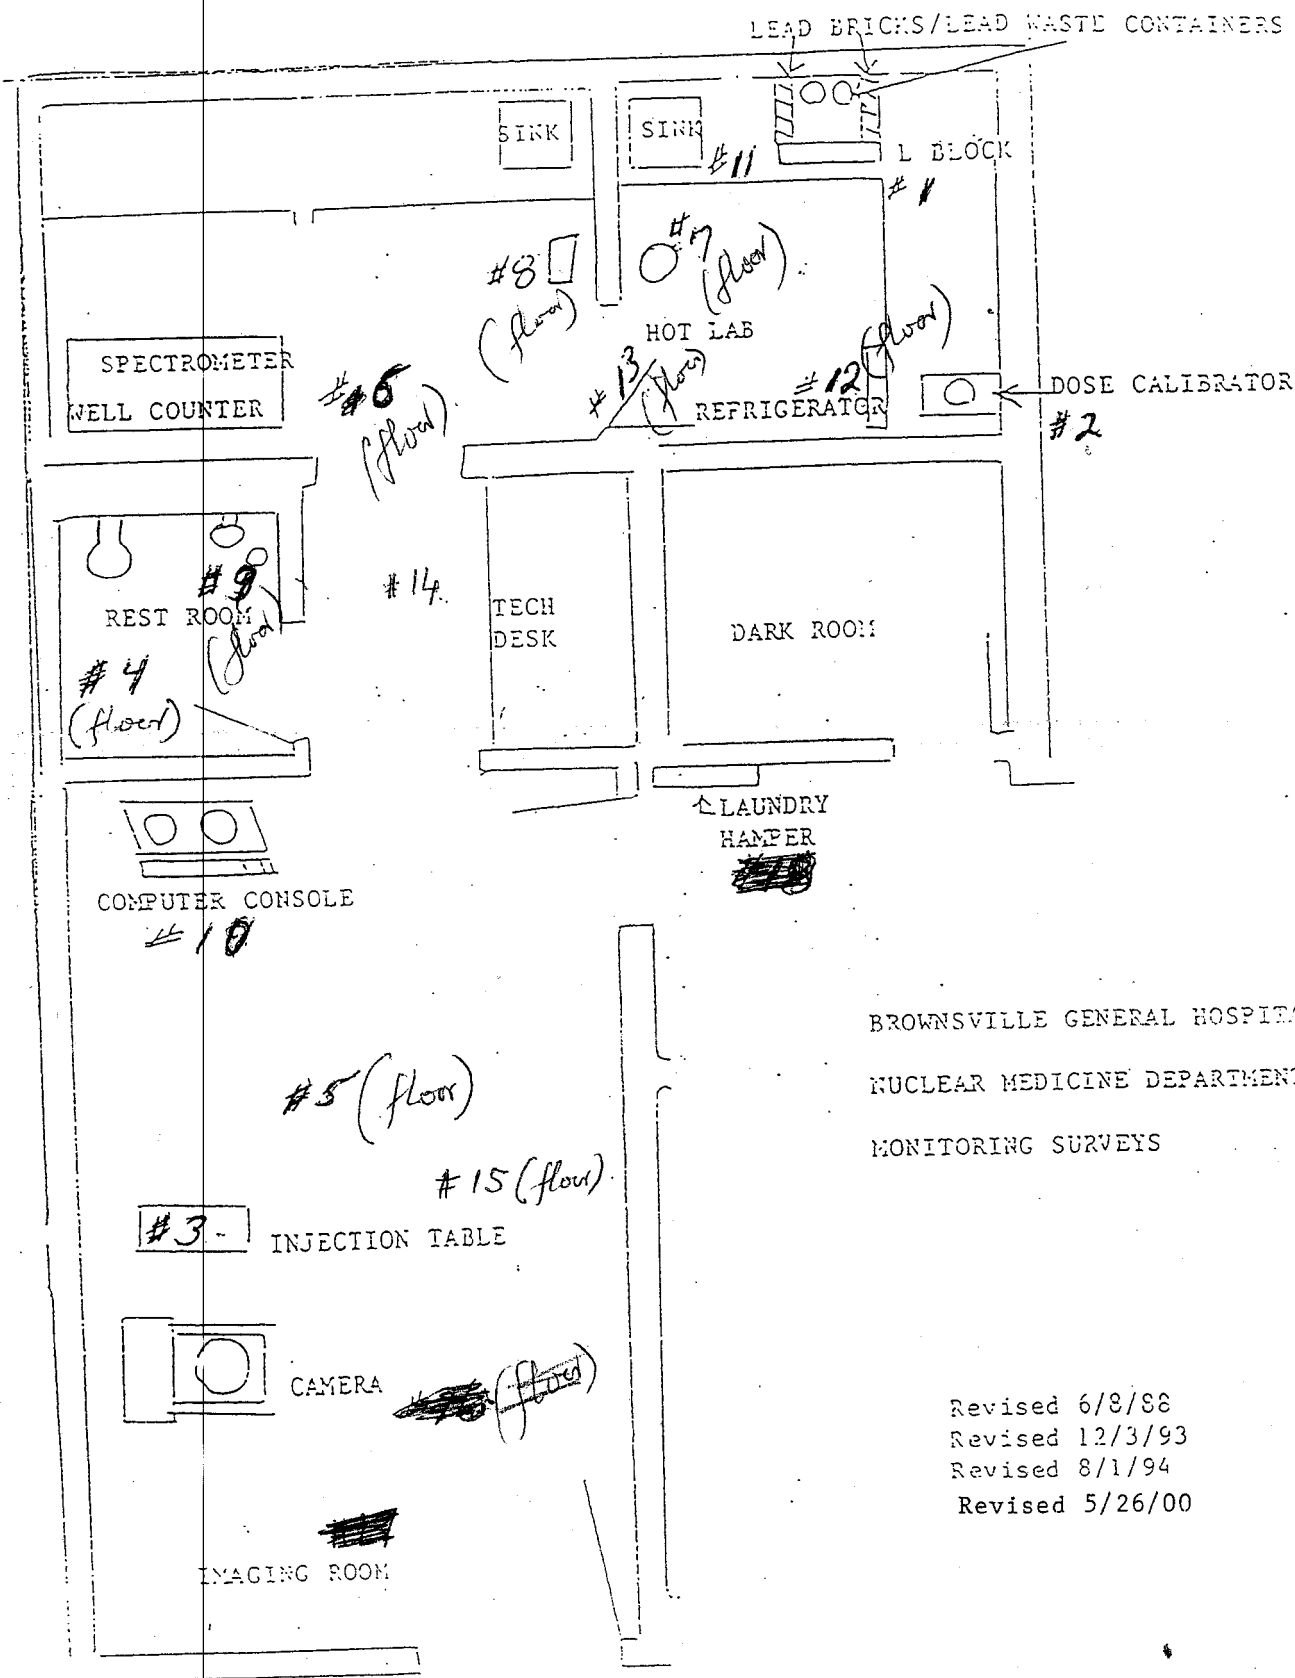 LEAD BRICKS/LEAD WASTE CONTAINERS
SINK
SINK
#11
L BLOCK
#1
#8
(floor)
#7
(floor)
HOT LAB
SPECTROMETER
WELL COUNTER
#6
(floor)
#13
(floor)
#12
(floor)
REFRIGERATOR
DOSE CALIBRATOR
#2
#9
(floor)
REST ROOM
#4
(floor)
#14
TECH
DESK
DARK ROOM
LAUNDRY
HAMPER
COMPUTER CONSOLE
#10
BROWNSVILLE GENERAL HOSPITA
NUCLEAR MEDICINE DEPARTMENT
MONITORING SURVEYS
#5 (floor)
#15 (floor)
#3
INJECTION TABLE
CAMERA
(floor)
IMAGING ROOM
Revised 6/8/88
Revised 12/3/93
Revised 8/1/94
Revised 5/26/00